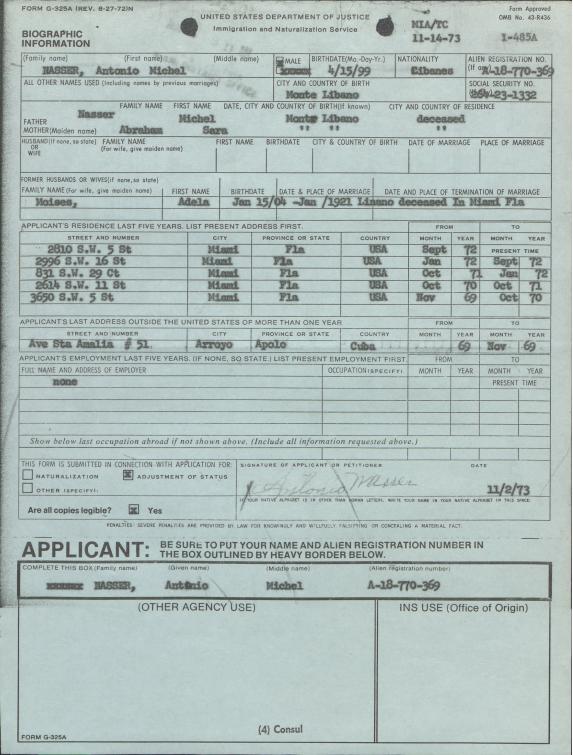 FORM G-325A (REV. 8-27-72)N
Form Approved
OMB No. 43-R436
UNITED STATES DEPARTMENT OF JUSTICE
Immigration and Naturalization Service
MIA/TC
11-14-73
I-485A
BIOGRAPHIC
INFORMATION
(Family name) (First name) (Middle name) MALE BIRTHDATE(Mo.-Day-Yr.) NATIONALITY ALIEN REGISTRATION NO.
NASSER, Antonio Michel 4/15/99 A-18-770-369
ALL OTHER NAMES USED (Including names by previous marriages) CITY AND COUNTRY OF BIRTH SOCIAL SECURITY NO.
Monte Libano
FAMILY NAME FIRST NAME DATE, CITY AND COUNTRY OF BIRTH(If known) CITY AND COUNTRY OF RESIDENCE
FATHER Nasser Michel Monte Libano deceased
MOTHER(Maiden name) Abraham Sara " " "
HUSBAND(If none, so state) OR WIFE FAMILY NAME (For wife, give maiden name) FIRST NAME BIRTHDATE CITY & COUNTRY OF BIRTH DATE OF MARRIAGE PLACE OF MARRIAGE
FORMER HUSBANDS OR WIVES(If none, so state)
FAMILY NAME (For wife, give maiden name) FIRST NAME BIRTHDATE DATE & PLACE OF MARRIAGE DATE AND PLACE OF TERMINATION OF MARRIAGE
Moises, Adela Jan 15/04 -Jan /1921 deceased In Miami Fla
APPLICANT'S RESIDENCE LAST FIVE YEARS. LIST PRESENT ADDRESS FIRST. FROM TO
STREET AND NUMBER CITY PROVINCE OR STATE COUNTRY MONTH YEAR MONTH YEAR
2810 S.W. 5 St Miami Fla USA Sept 72 PRESENT TIME
2996 S.W. 16 St Miami Fla USA Jan 72 Sept 72
831 S.W. 29 Ct Miami Fla USA Oct 71 Jan 72
2614 S.W. 11 St Miami Fla USA Oct 70 Oct 71
3650 S.W. 5 St Miami Fla USA Nov 69 Oct 70
APPLICANT'S LAST ADDRESS OUTSIDE THE UNITED STATES OF MORE THAN ONE YEAR FROM TO
STREET AND NUMBER CITY PROVINCE OR STATE COUNTRY MONTH YEAR MONTH YEAR
Ave Sta Amalia # 51. Arroyo Apolo Cuba 69 Nov 69
APPLICANT'S EMPLOYMENT LAST FIVE YEARS. (IF NONE, SO STATE.) LIST PRESENT EMPLOYMENT FIRST FROM TO
FULL NAME AND ADDRESS OF EMPLOYER OCCUPATION(SPECIFY) MONTH YEAR MONTH YEAR
none PRESENT TIME
Show below last occupation abroad if not shown above. (Include all information requested above.)
THIS FORM IS SUBMITTED IN CONNECTION WITH APPLICATION FOR: SIGNATURE OF APPLICANT OR PETITIONER DATE
NATURALIZATION ADJUSTMENT OF STATUS
OTHER (SPECIFY):
Antonio Nasser 11/2/73
IF YOUR NATIVE ALPHABET IS IN OTHER THAN ROMAN LETTERS, WRITE YOUR NAME IN YOUR NATIVE ALPHABET IN THIS SPACE
Are all copies legible? Yes
PENALTIES: SEVERE PENALTIES ARE PROVIDED BY LAW FOR KNOWINGLY AND WILLFULLY FALSIFYING OR CONCEALING A MATERIAL FACT.
APPLICANT: BE SURE TO PUT YOUR NAME AND ALIEN REGISTRATION NUMBER IN
THE BOX OUTLINED BY HEAVY BORDER BELOW.
COMPLETE THIS BOX (Family name) (Given name) (Middle name) (Alien registration number)
NASSER, Antonio Michel A-18-770-369
(OTHER AGENCY USE) INS USE (Office of Origin)
(4) Consul
FORM G-325A